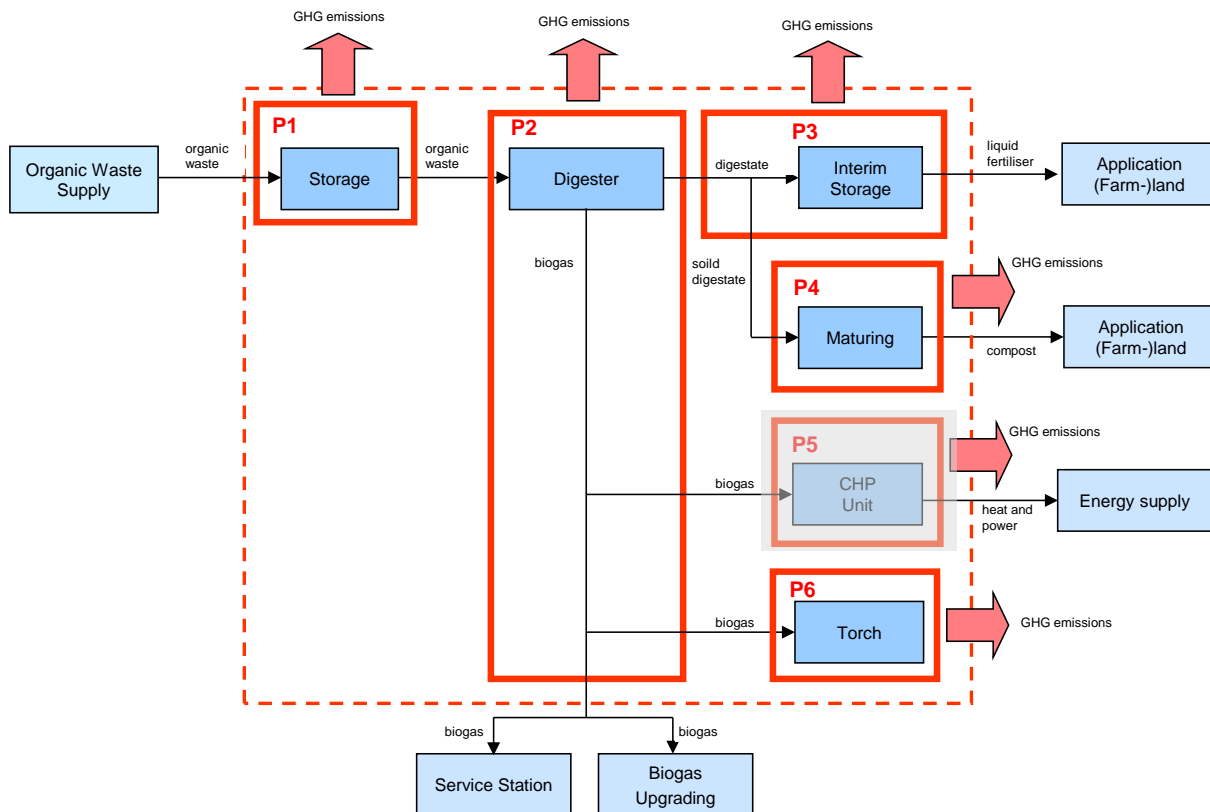 GHG emissions
GHG emissions
GHG emissions
P1
P2
P3
organic
waste
organic
waste
digestate
liquid
fertiliser
Organic Waste
Supply
Storage
Digester
Interim
Storage
Application
(Farm-)land
biogas
soild
digestate
GHG emissions
P4
Maturing
compost
Application
(Farm-)land
GHG emissions
P5
biogas
CHP
Unit
heat and
power
Energy supply
P6
biogas
Torch
GHG emissions
biogas
biogas
Service Station
Biogas
Upgrading